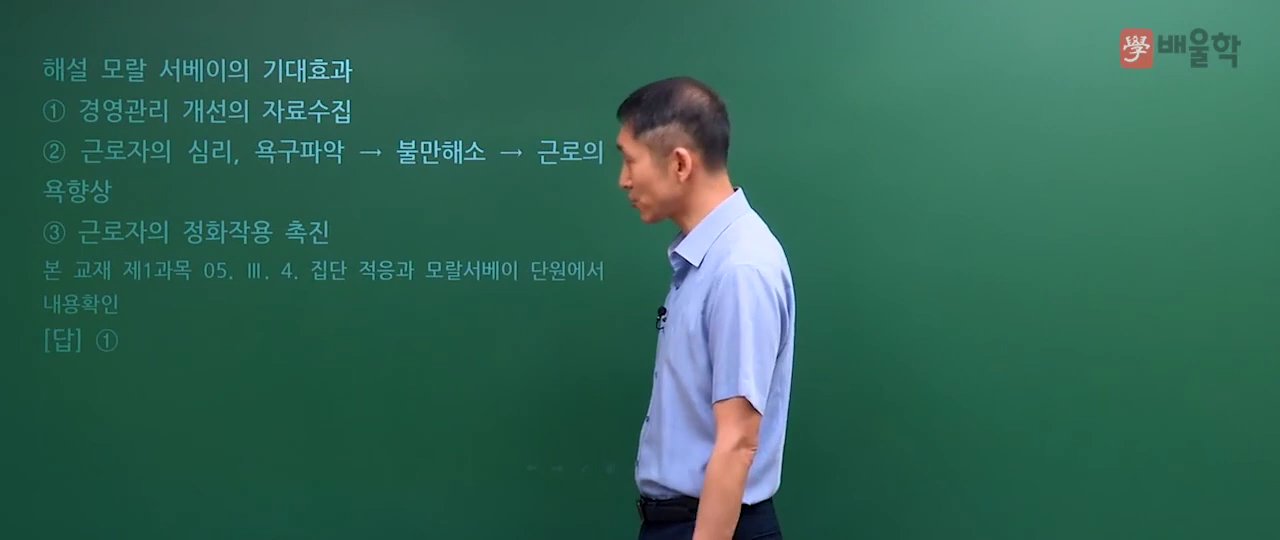 해설 모랄 서베이의 기대효과
① 경영관리 개선의 자료수집
② 근로자의 심리, 욕구파악 → 불만해소 → 근로의
욕향상
③ 근로자의 정화작용 촉진
본 교재 제1과목 05. Ⅲ. 4. 집단 적응과 모랄서베이 단원에서
내용확인
[답] ①
學 배울학